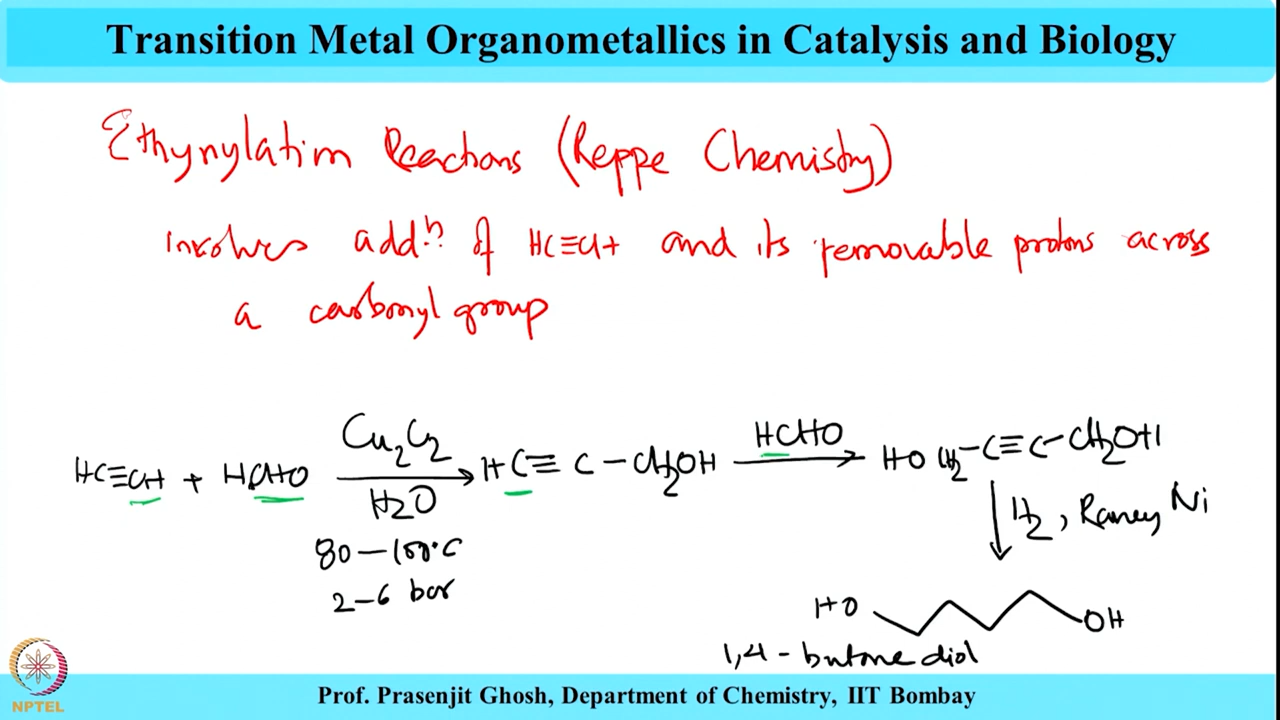 Transition Metal Organometallics in Catalysis and Biology
Ethynylation Reactions (Reppe Chemistry)
involves addn of HC≡CH and its removable protons across
a carbonyl group
HC≡CH + HCHO Cu2C2 HC≡C-CH2OH HCHO HOCH2-C≡C-CH2OH
H2O
80-100°C
2-6 bar
H2, Raney Ni
HO OH
1,4-butane diol
NPTEL
Prof. Prasenjit Ghosh, Department of Chemistry, IIT Bombay